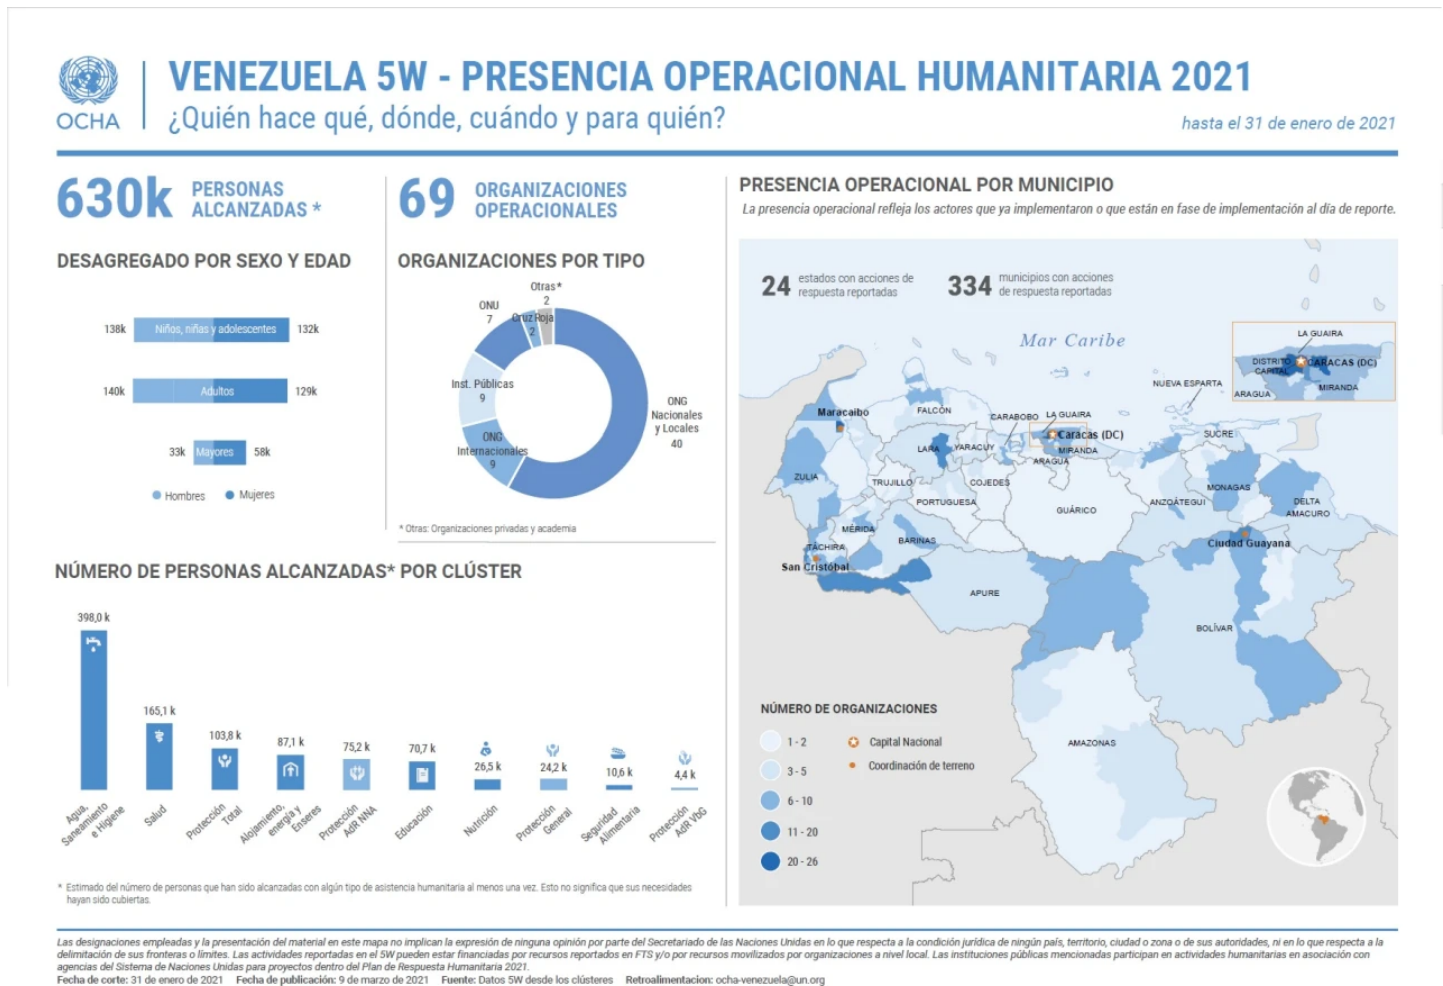 OCHA
VENEZUELA 5W - PRESENCIA OPERACIONAL HUMANITARIA 2021
¿Quién hace qué, dónde, cuándo y para quién?
hasta el 31 de enero de 2021
630k PERSONAS
ALCANZADAS *
DESAGREGADO POR SEXO Y EDAD
138k Niños, niñas y adolescentes 132k
140k Adultos 129k
33k Mayores 58k
Hombres Mujeres
69 ORGANIZACIONES
OPERACIONALES
ORGANIZACIONES POR TIPO
Otras*
2
ONU
7
Cruz Roja
2
Inst. Públicas
9
ONG
Internacionales
9
ONG
Nacionales
y Locales
40
* Otras: Organizaciones privadas y academia
NÚMERO DE PERSONAS ALCANZADAS* POR CLÚSTER
398,0 k
165,1 k
103,8 k
87,1 k
75,2 k
70,7 k
26,5 k
24,2 k
10,6 k
4,4 k
Agua,
Saneamiento
e Higiene
Salud
Protección
Total
Alojamiento,
energía y
Enseres
Protección
AdR NNA
Educación
Nutrición
Protección
General
Seguridad
Alimentaria
Protección
AdR VbG
* Estimado del número de personas que han sido alcanzadas con algún tipo de asistencia humanitaria al menos una vez. Esto no significa que sus necesidades
hayan sido cubiertas.
PRESENCIA OPERACIONAL POR MUNICIPIO
La presencia operacional refleja los actores que ya implementaron o que están en fase de implementación al día de reporte.
24 estados con acciones de
respuesta reportadas
334 municipios con acciones
de respuesta reportadas
Mar Caribe
LA GUAIRA
DISTRITO
CAPITAL
CARACAS (DC)
MIRANDA
ARAGUA
NUEVA ESPARTA
Maracaibo
FALCÓN
CARABOBO
LA GUAIRA
Caracas (DC)
SUCRE
LARA
YARACUY
MIRANDA
ARAGUA
ZULIA
TRUJILLO
COJEDES
MONAGAS
PORTUGUESA
ANZOÁTEGUI
DELTA
AMACURO
GUÁRICO
MÉRIDA
BARINAS
TÁCHIRA
Ciudad Guayana
San Cristóbal
APURE
BOLÍVAR
AMAZONAS
NÚMERO DE ORGANIZACIONES
1 - 2
3 - 5
6 - 10
11 - 20
20 - 26
Capital Nacional
Coordinación de terreno
Las designaciones empleadas y la presentación del material en este mapa no implican la expresión de ninguna opinión por parte del Secretariado de las Naciones Unidas en lo que respecta a la condición jurídica de ningún país, territorio, ciudad o zona o de sus autoridades, ni en lo que respecta a la
delimitación de sus fronteras o límites. Las actividades reportadas en el 5W pueden estar financiadas por recursos reportados en FTS y/o por recursos movilizados por organizaciones a nivel local. Las instituciones públicas mencionadas participan en actividades humanitarias en asociación con
agencias del Sistema de Naciones Unidas para proyectos dentro del Plan de Respuesta Humanitaria 2021.
Fecha de corte: 31 de enero de 2021 Fecha de publicación: 9 de marzo de 2021 Fuente: Datos 5W desde los clústeres Retroalimentacion: ocha-venezuela@un.org